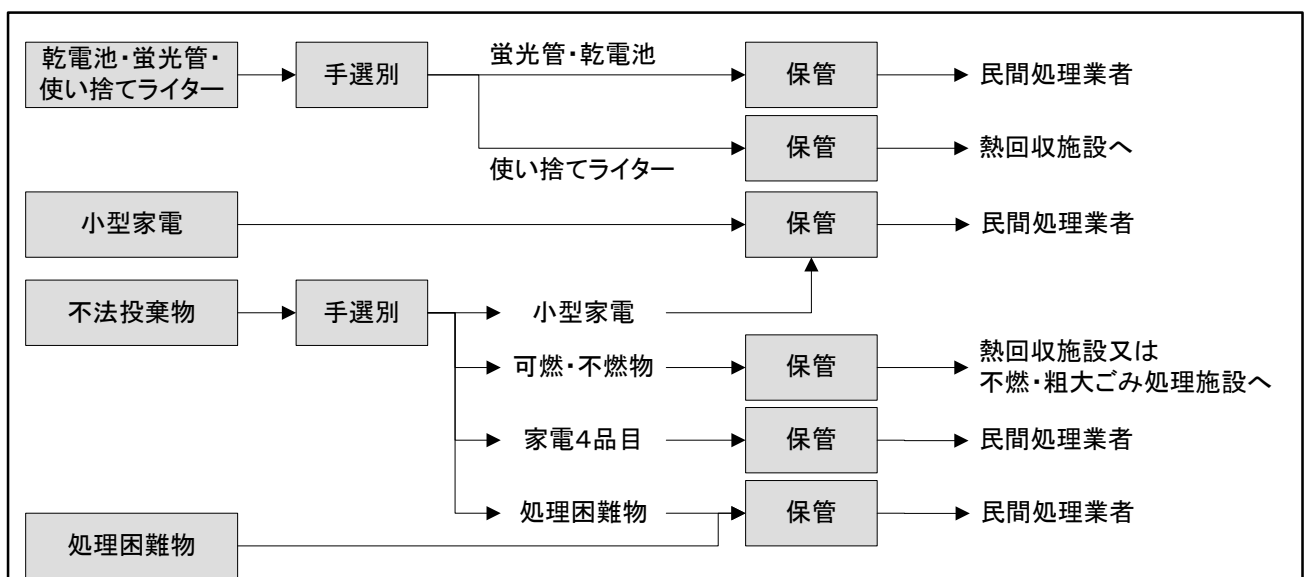 乾電池・蛍光管・
使い捨てライター
手選別
蛍光管・乾電池
保管
民間処理業者
使い捨てライター
保管
熱回収施設へ
小型家電
保管
民間処理業者
不法投棄物
手選別
小型家電
可燃・不燃物
保管
熱回収施設又は
不燃・粗大ごみ処理施設へ
家電４品目
保管
民間処理業者
処理困難物
保管
民間処理業者
処理困難物